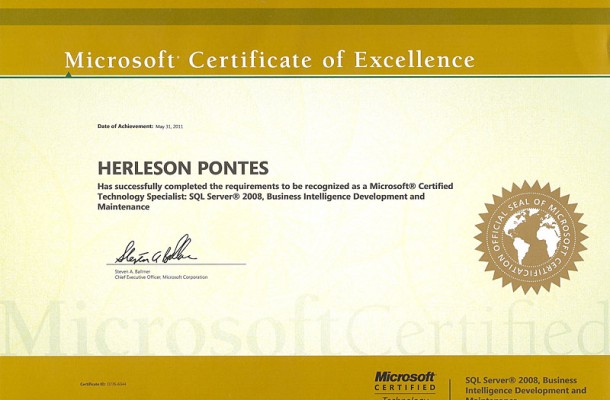 Microsoft® Certificate of Excellence
Date of Achievement: May 31, 2011
HERLESON PONTES
Has successfully completed the requirements to be recognized as a Microsoft® Certified
Technology Specialist: SQL Server® 2008, Business Intelligence Development and
Maintenance
OFFICIAL SEAL OF MICROSOFT CERTIFICATION
Steven A Ballmer
Steven A. Ballmer
Chief Executive Officer, Microsoft Corporation
Microsoft Certified
Certificate ID:
Microsoft
CERTIFIED
Technology
SQL Server® 2008, Business
Intelligence Development and
Maintenance